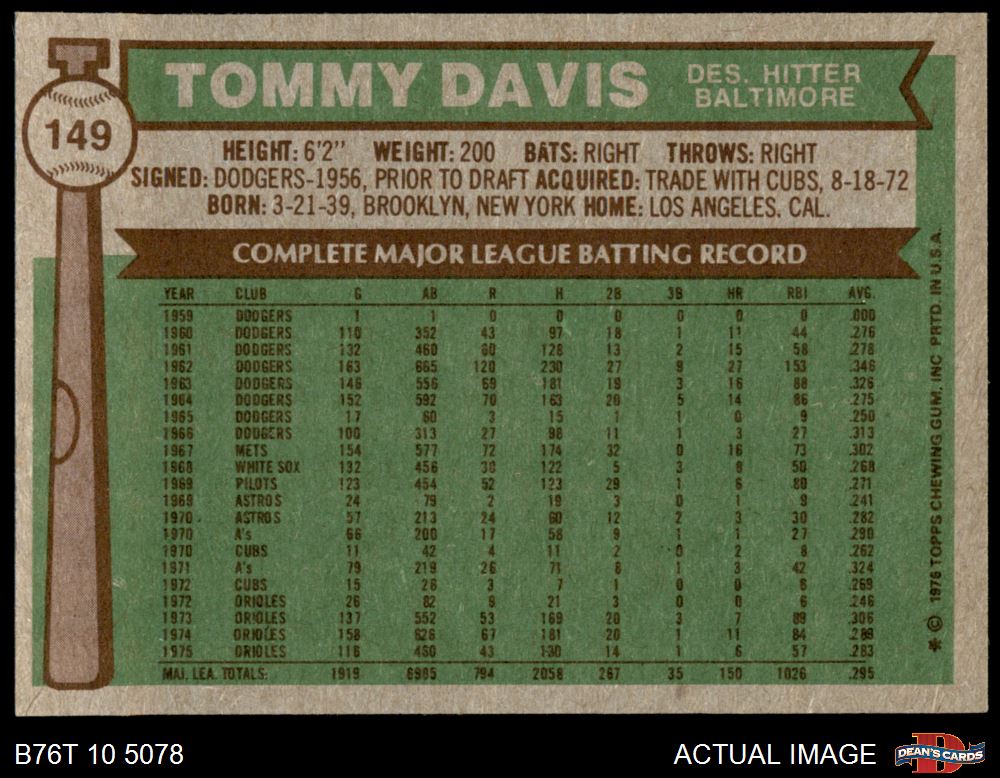 149
TOMMY DAVIS
DES. HITTER
BALTIMORE
HEIGHT: 6'2" WEIGHT: 200 BATS: RIGHT THROWS: RIGHT
SIGNED: DODGERS-1956, PRIOR TO DRAFT ACQUIRED: TRADE WITH CUBS, 8-18-72
BORN: 3-21-39, BROOKLYN, NEW YORK HOME: LOS ANGELES. CAL.
COMPLETE MAJOR LEAGUE BATTING RECORD
YEAR CLUB G AB R H 2B 3B HR RBI AVG.
1959 DODGERS 1 1 0 0 0 0 0 0 .000
1960 DODGERS 110 352 43 97 18 1 11 44 .276
1961 DODGERS 132 460 60 128 13 2 15 58 .278
1962 DODGERS 163 665 120 230 27 9 27 153 .346
1963 DODGERS 146 556 69 181 19 3 16 88 .326
1964 DODGERS 152 592 70 163 20 5 14 86 .275
1965 DODGERS 17 60 3 15 1 1 0 9 .250
1966 DODGERS 100 313 27 98 11 1 3 27 .313
1967 METS 154 577 72 174 32 0 16 73 .302
1968 WHITE SOX 132 456 30 122 5 3 8 50 .268
1969 PILOTS 123 454 52 123 29 1 6 80 .271
1969 ASTROS 24 79 2 19 3 0 1 9 .241
1970 ASTROS 57 213 24 60 12 2 3 30 .282
1970 A's 66 200 17 58 9 1 1 27 .290
1970 CUBS 11 42 4 11 2 0 2 8 .262
1971 A's 79 219 26 71 8 1 3 42 .324
1972 CUBS 15 26 3 7 1 0 0 6 .269
1972 ORIOLES 26 82 9 21 3 0 0 6 .246
1973 ORIOLES 137 552 53 169 20 3 7 89 .306
1974 ORIOLES 158 626 67 181 20 1 11 84 .289
1975 ORIOLES 116 460 43 130 14 1 6 57 .283
MAJ. LEA. TOTALS: 1919 6985 794 2058 267 35 150 1026 .295
* © 1976 TOPPS CHEWING GUM, INC PRTD. IN U.S.A.
B76T 10 5078
ACTUAL IMAGE
D
DEAN'S CARDS